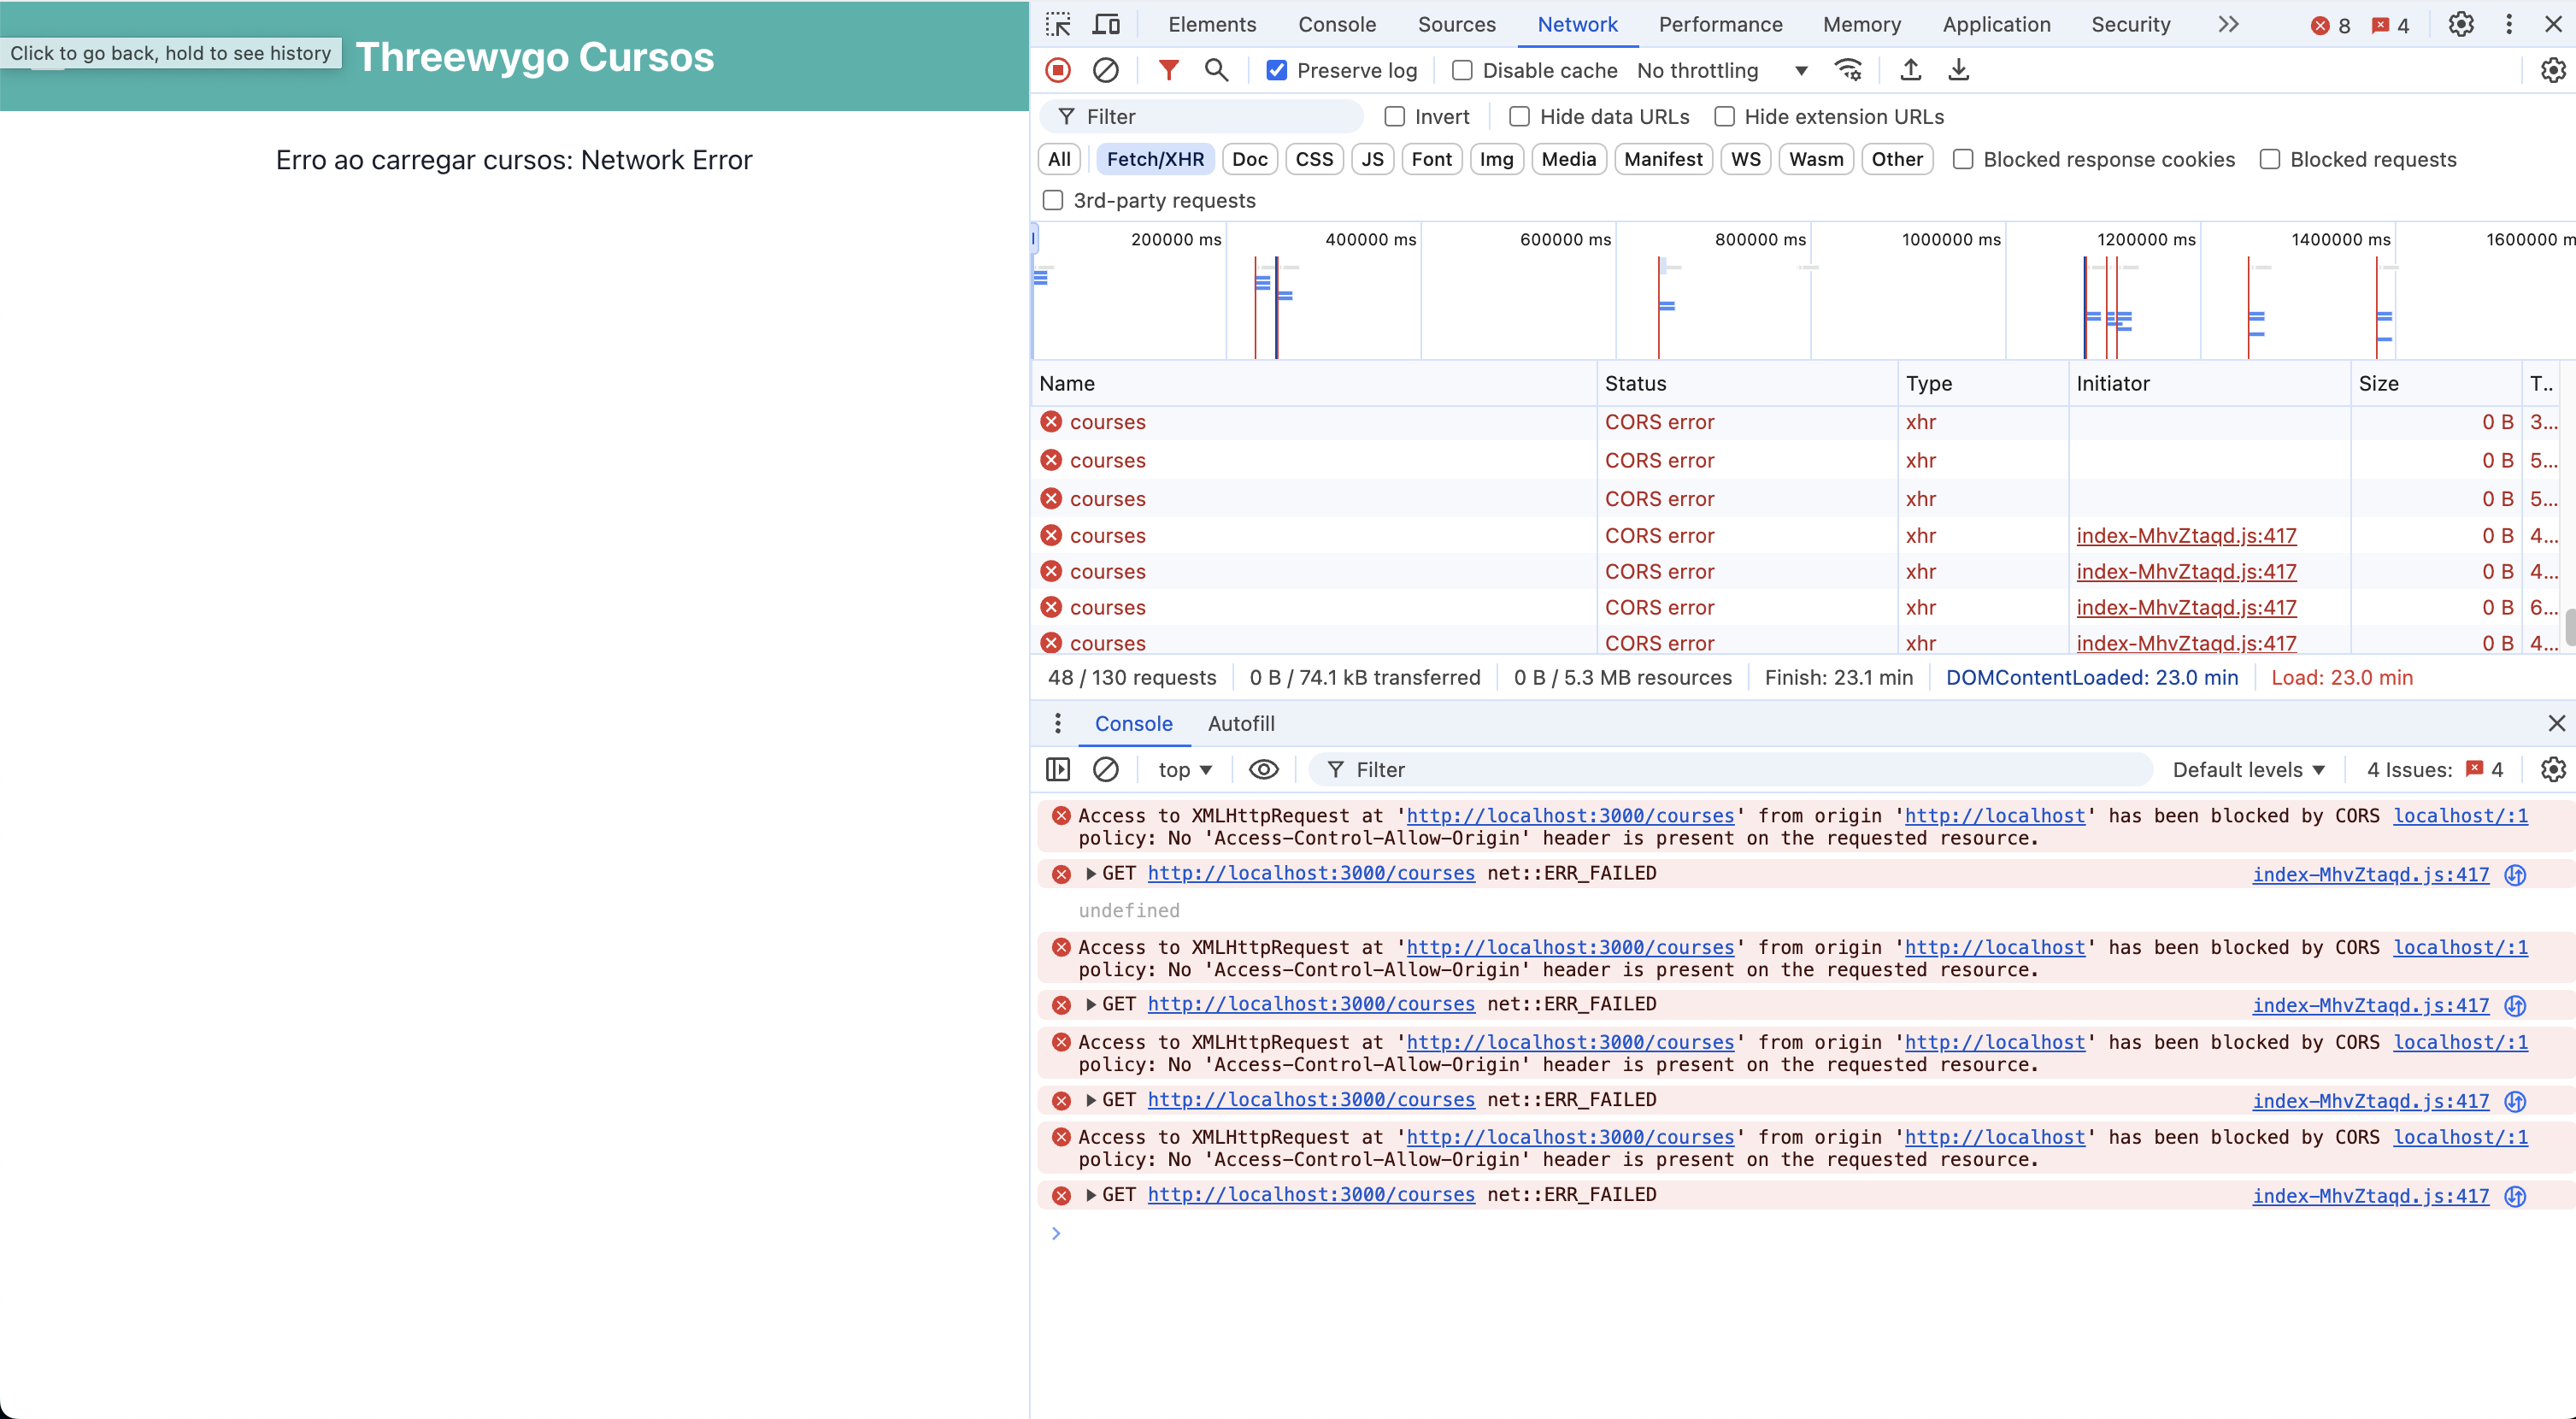 Click to go back, hold to see history
Threewygo Cursos
Erro ao carregar cursos: Network Error
Elements Console Sources Network Performance Memory Application Security 8 4
Preserve log Disable cache No throttling
Filter Invert Hide data URLs Hide extension URLs
All Fetch/XHR Doc CSS JS Font Img Media Manifest WS Wasm Other Blocked response cookies Blocked requests
3rd-party requests
200000 ms 400000 ms 600000 ms 800000 ms 1000000 ms 1200000 ms 1400000 ms 1600000 m
Name Status Type Initiator Size T..
courses CORS error xhr 0 B 3...
courses CORS error xhr 0 B 5...
courses CORS error xhr 0 B 5...
courses CORS error xhr index-MhvZtaqd.js:417 0 B 4...
courses CORS error xhr index-MhvZtaqd.js:417 0 B 4...
courses CORS error xhr index-MhvZtaqd.js:417 0 B 6...
courses CORS error xhr index-MhvZtaqd.js:417 0 B 4...
48 / 130 requests 0 B / 74.1 kB transferred 0 B / 5.3 MB resources Finish: 23.1 min DOMContentLoaded: 23.0 min Load: 23.0 min
Console Autofill
top Filter Default levels 4 Issues: 4
Access to XMLHttpRequest at 'http://localhost:3000/courses' from origin 'http://localhost' has been blocked by CORS localhost/:1
policy: No 'Access-Control-Allow-Origin' header is present on the requested resource.
GET http://localhost:3000/courses net::ERR_FAILED index-MhvZtaqd.js:417
undefined
Access to XMLHttpRequest at 'http://localhost:3000/courses' from origin 'http://localhost' has been blocked by CORS localhost/:1
policy: No 'Access-Control-Allow-Origin' header is present on the requested resource.
GET http://localhost:3000/courses net::ERR_FAILED index-MhvZtaqd.js:417
Access to XMLHttpRequest at 'http://localhost:3000/courses' from origin 'http://localhost' has been blocked by CORS localhost/:1
policy: No 'Access-Control-Allow-Origin' header is present on the requested resource.
GET http://localhost:3000/courses net::ERR_FAILED index-MhvZtaqd.js:417
Access to XMLHttpRequest at 'http://localhost:3000/courses' from origin 'http://localhost' has been blocked by CORS localhost/:1
policy: No 'Access-Control-Allow-Origin' header is present on the requested resource.
GET http://localhost:3000/courses net::ERR_FAILED index-MhvZtaqd.js:417